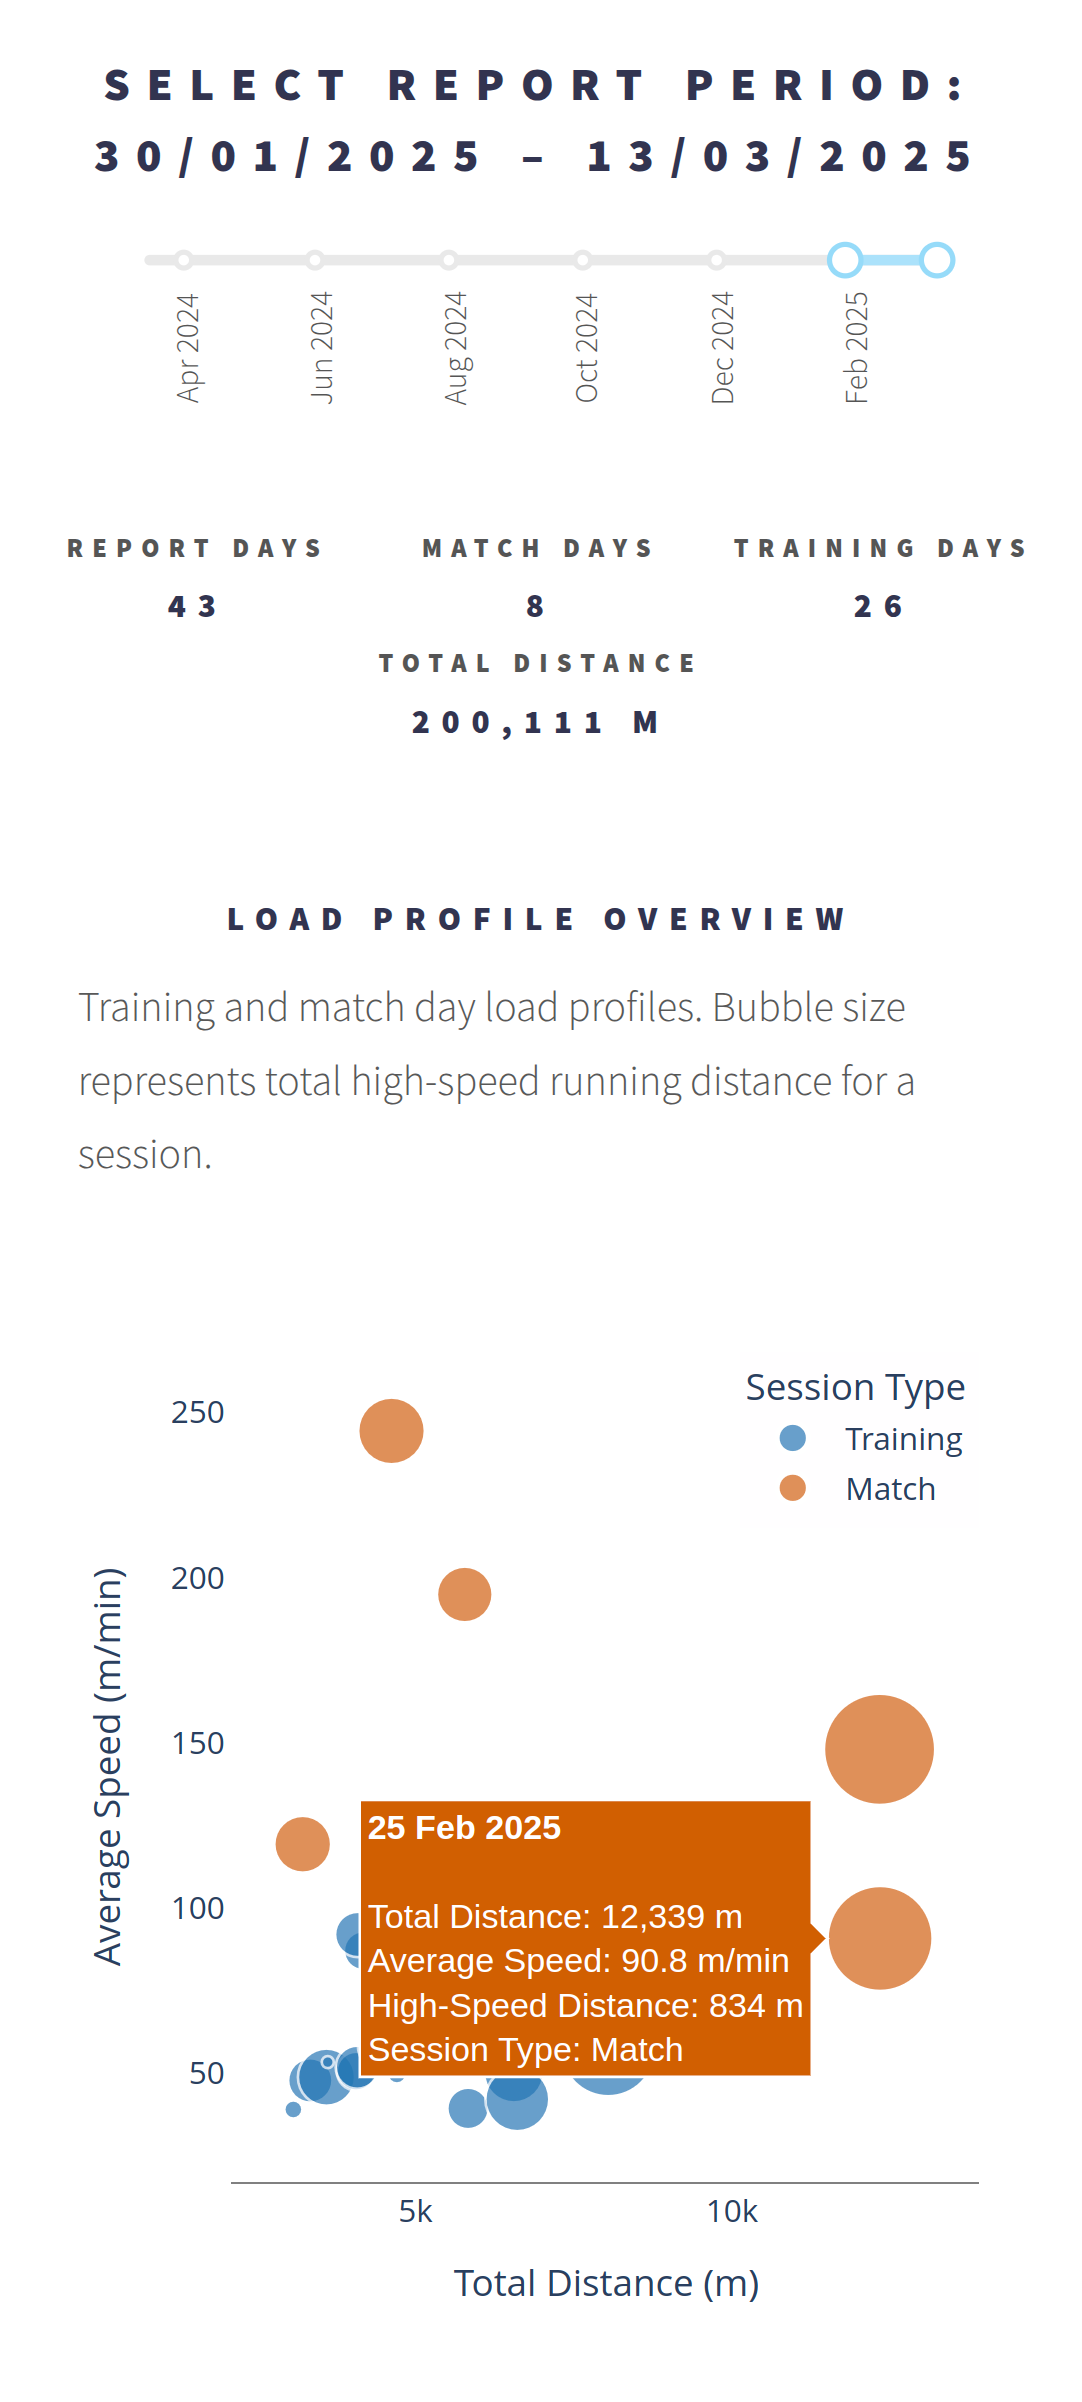 SELECT REPORT PERIOD:
30/01/2025 – 13/03/2025
Apr 2024
Jun 2024
Aug 2024
Oct 2024
Dec 2024
Feb 2025
REPORT DAYS
43
MATCH DAYS
8
TRAINING DAYS
26
TOTAL DISTANCE
200,111 M
LOAD PROFILE OVERVIEW
Training and match day load profiles. Bubble size
represents total high-speed running distance for a
session.
Session Type
Training
Match
250
200
150
100
50
Average Speed (m/min)
25 Feb 2025
Total Distance: 12,339 m
Average Speed: 90.8 m/min
High-Speed Distance: 834 m
Session Type: Match
5k
10k
Total Distance (m)